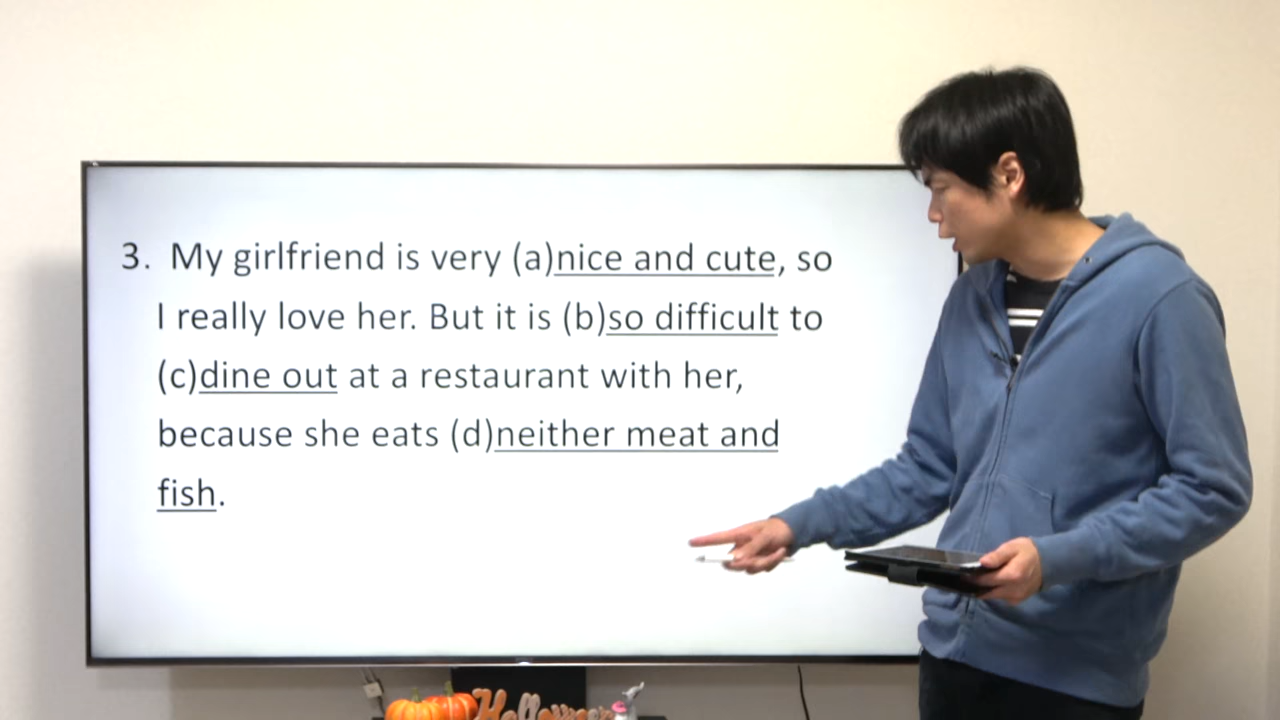 3. My girlfriend is very (a)nice and cute, so
I really love her. But it is (b)so difficult to
(c)dine out at a restaurant with her,
because she eats (d)neither meat and
fish.
Halloween